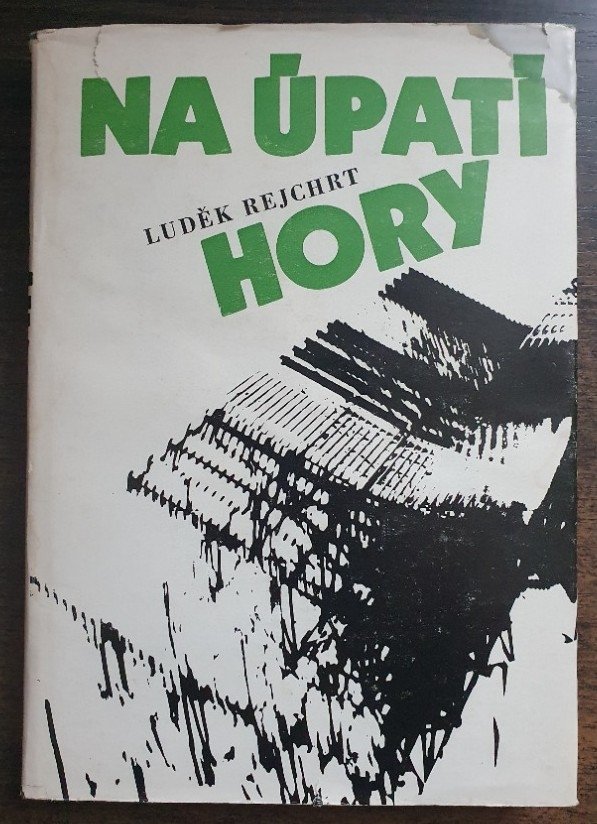 NA ÚPATÍ
LUDĚK REJCHRT
HORY